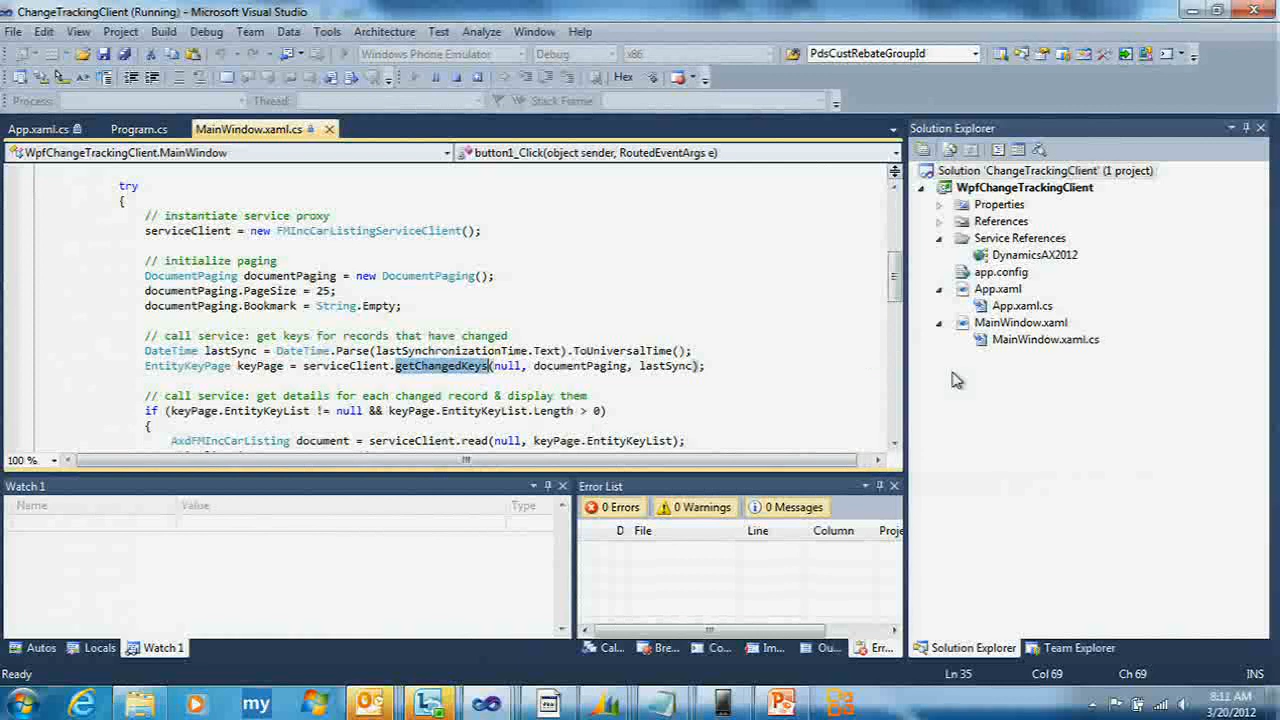 ChangeTrackingClient (Running) - Microsoft Visual Studio
File Edit View Project Build Debug Team Data Tools Architecture Test Analyze Window Help
Windows Phone Emulator Debug x86 PdsCustRebateGroupId
Hex
Process: Thread: Stack Frame:
App.xaml.cs Program.cs MainWindow.xaml.cs
WpfChangeTrackingClient.MainWindow button1_Click(object sender, RoutedEventArgs e)
try
{
// instantiate service proxy
serviceClient = new FMIncCarListingServiceClient();
// initialize paging
DocumentPaging documentPaging = new DocumentPaging();
documentPaging.PageSize = 25;
documentPaging.Bookmark = String.Empty;
// call service: get keys for records that have changed
DateTime lastSync = DateTime.Parse(lastSynchronizationTime.Text).ToUniversalTime();
EntityKeyPage keyPage = serviceClient.getChangedKeys(null, documentPaging, lastSync);
// call service: get details for each changed record & display them
if (keyPage.EntityKeyList != null && keyPage.EntityKeyList.Length > 0)
{
AxdFMIncCarListing document = serviceClient.read(null, keyPage.EntityKeyList);
100 %
Solution Explorer
Solution 'ChangeTrackingClient' (1 project)
WpfChangeTrackingClient
Properties
References
Service References
DynamicsAX2012
app.config
App.xaml
App.xaml.cs
MainWindow.xaml
MainWindow.xaml.cs
Watch 1
Name Value Type
Error List
0 Errors 0 Warnings 0 Messages
D File Line Column Proje
Autos Locals Watch 1
Cal... Bre... Co... Im... Ou... Err...
Solution Explorer Team Explorer
Ready Ln 35 Col 69 Ch 69 INS
my
8:11 AM
3/20/2012